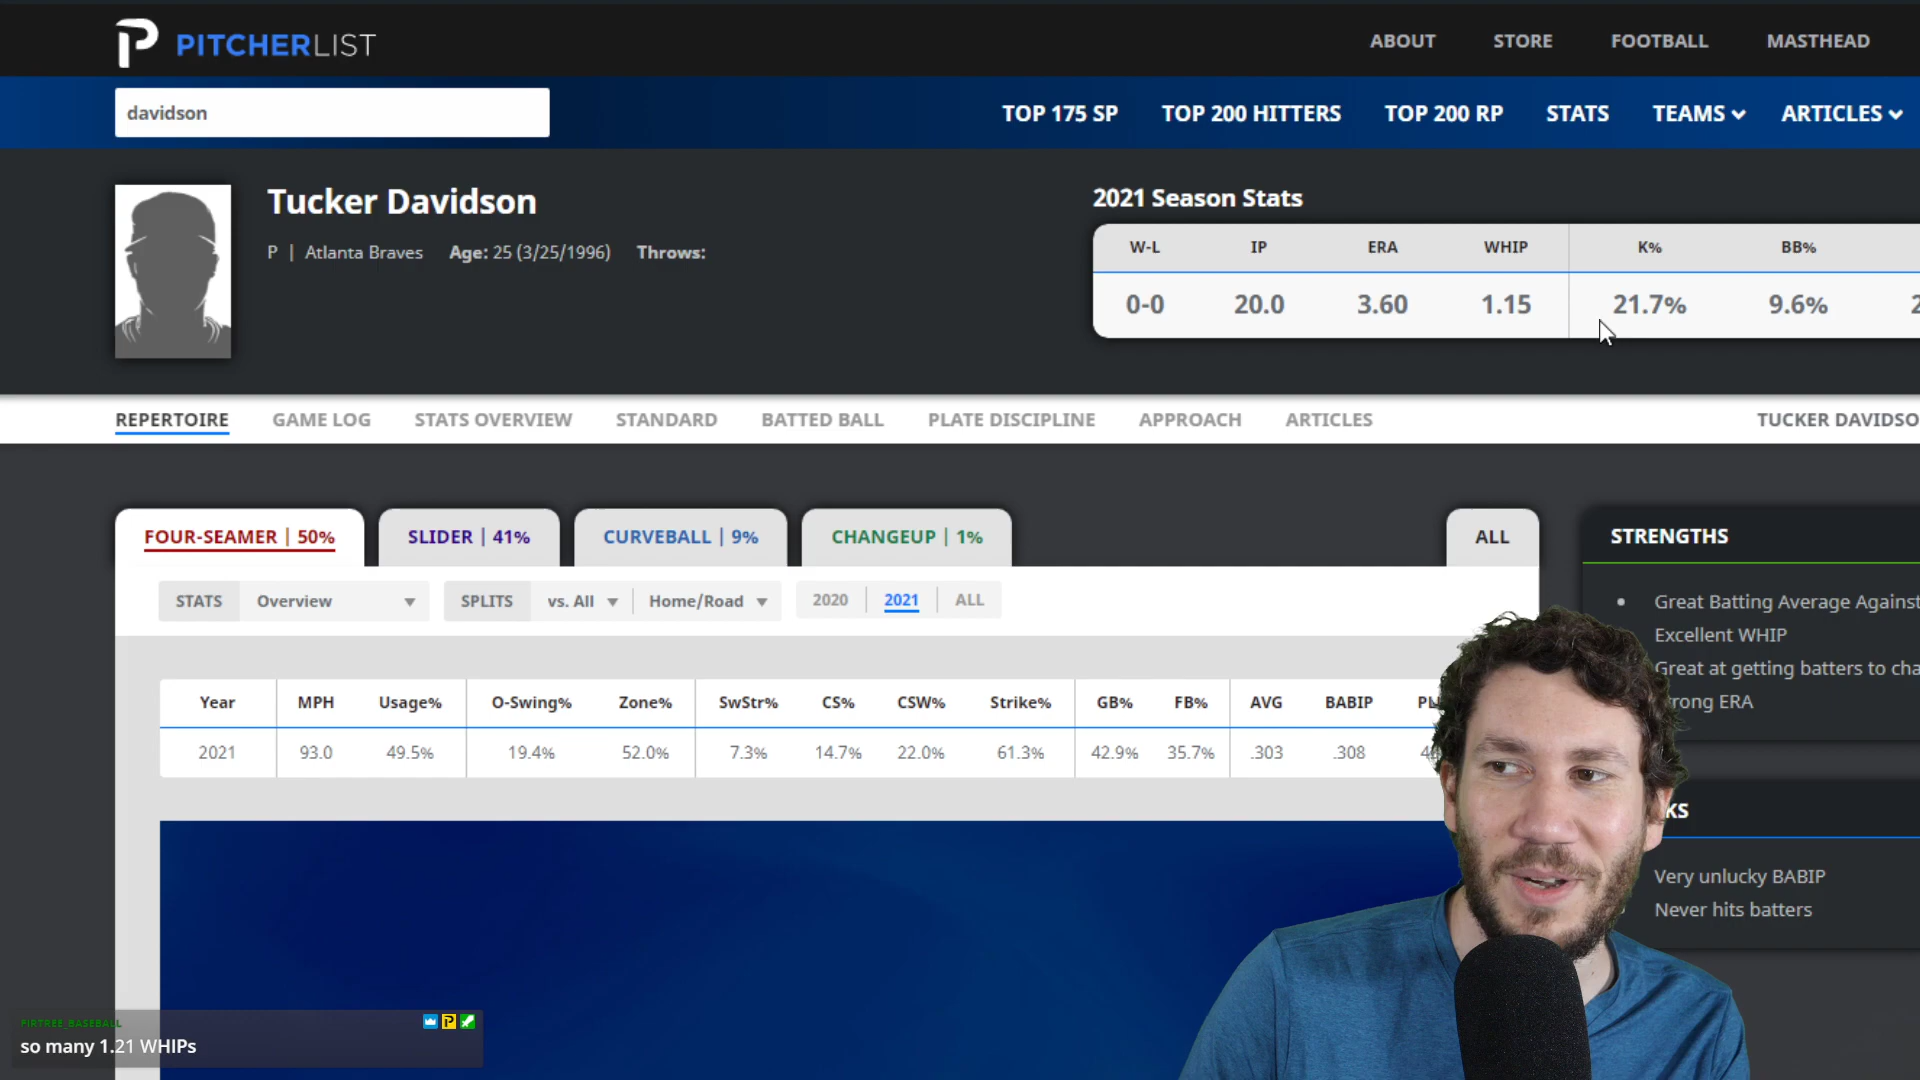 PITCHERLIST
ABOUT STORE FOOTBALL MASTHEAD
davidson
TOP 175 SP TOP 200 HITTERS TOP 200 RP STATS TEAMS ARTICLES
Tucker Davidson
P | Atlanta Braves Age: 25 (3/25/1996) Throws:
2021 Season Stats
W-L IP ERA WHIP K% BB%
0-0 20.0 3.60 1.15 21.7% 9.6%
REPERTOIRE GAME LOG STATS OVERVIEW STANDARD BATTED BALL PLATE DISCIPLINE APPROACH ARTICLES TUCKER DAVIDSO
FOUR-SEAMER | 50% SLIDER | 41% CURVEBALL | 9% CHANGEUP | 1% ALL
STATS Overview SPLITS vs. All Home/Road 2020 2021 ALL
Year MPH Usage% O-Swing% Zone% SwStr% CS% CSW% Strike% GB% FB% AVG BABIP
2021 93.0 49.5% 19.4% 52.0% 7.3% 14.7% 22.0% 61.3% 42.9% 35.7% .303 .308
STRENGTHS
Great Batting Average Against
Excellent WHIP
Great at getting batters to cha
rong ERA
KS
Very unlucky BABIP
Never hits batters
FIRTREE_BASEBALL
so many 1.21 WHIPs